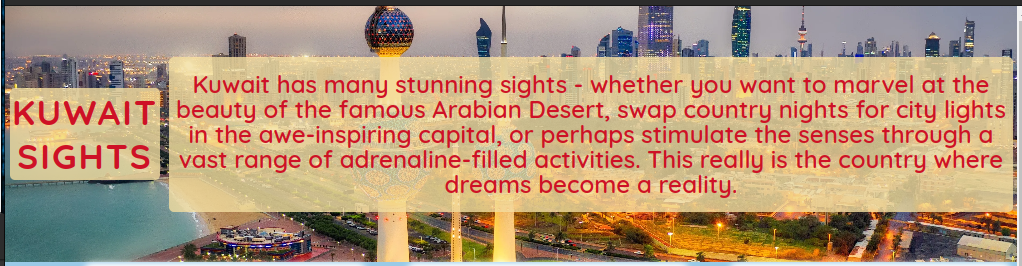 KUWAIT
SIGHTS
Kuwait has many stunning sights - whether you want to marvel at the
beauty of the famous Arabian Desert, swap country nights for city lights
in the awe-inspiring capital, or perhaps stimulate the senses through a
vast range of adrenaline-filled activities. This really is the country where
dreams become a reality.